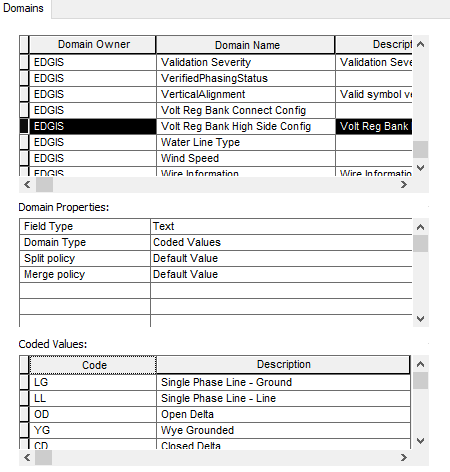 Domains
Domain Owner Domain Name Descript
EDGIS Validation Severity Validation Seve
EDGIS VerifiedPhasingStatus
EDGIS VerticalAlignment Valid symbol ve
EDGIS Volt Reg Bank Connect Config
EDGIS Volt Reg Bank High Side Config Volt Reg Bank
EDGIS Water Line Type
EDGIS Wind Speed
EDGIS Wire Information Wire Information
Domain Properties:
Field Type Text
Domain Type Coded Values
Split policy Default Value
Merge policy Default Value
Coded Values:
Code Description
LG Single Phase Line - Ground
LL Single Phase Line - Line
OD Open Delta
YG Wye Grounded
CD Closed Delta